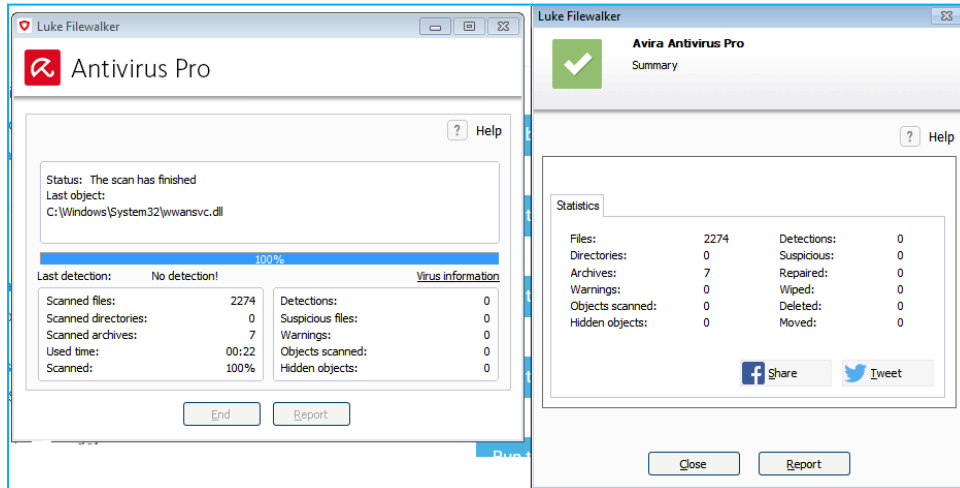 Luke Filewalker
Antivirus Pro
? Help
Status: The scan has finished
Last object:
C:\Windows\System32\wwansvc.dll
100%
Last detection: No detection! Virus information
Scanned files: 2274 Detections: 0
Scanned directories: 0 Suspicious files: 0
Scanned archives: 7 Warnings: 0
Used time: 00:22 Objects scanned: 0
Scanned: 100% Hidden objects: 0
End Report
Luke Filewalker
Avira Antivirus Pro
Summary
? Help
Statistics
Files: 2274 Detections: 0
Directories: 0 Suspicious: 0
Archives: 7 Repaired: 0
Warnings: 0 Wiped: 0
Objects scanned: 0 Deleted: 0
Hidden objects: 0 Moved: 0
Share Tweet
Close Report